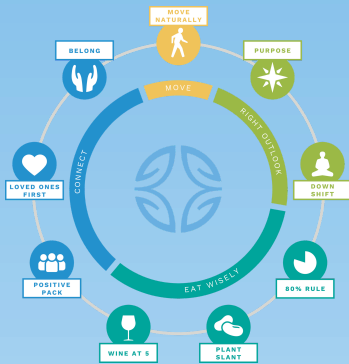 MOVE
NATURALLY
BELONG
PURPOSE
MOVE
RIGHT OUTLOOK
CONNECT
LOVED ONES
FIRST
DOWN
SHIFT
EAT WISELY
POSITIVE
PACK
80% RULE
WINE AT 5
PLANT
SLANT